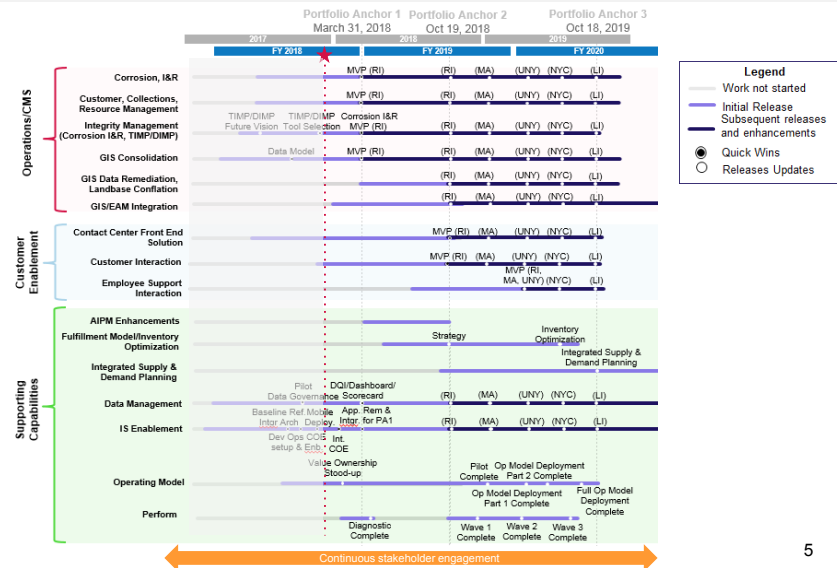 Portfolio Anchor 1 Portfolio Anchor 2 Portfolio Anchor 3
March 31, 2018 Oct 19, 2018 Oct 18, 2019
2017 2018 2019
FY 2018 FY 2019 FY 2020
Operations/CMS
Corrosion, I&R
MVP (RI) (RI) (MA) (UNY) (NYC) (LI)
Customer, Collections,
Resource Management
MVP (RI) (RI) (MA) (UNY) (NYC) (LI)
TIMP/DIMP TIMP/DIMP Corrosion I&R
Future Vision Tool Selection MVP (RI) (RI) (MA) (UNY) (NYC) (LI)
Integrity Management
(Corrosion I&R, TIMP/DIMP)
GIS Consolidation
Data Model MVP (RI) (RI) (MA) (UNY) (NYC) (LI)
GIS Data Remediation,
Landbase Conflation
(RI) (MA) (UNY) (NYC) (LI)
GIS/EAM Integration
(RI) (MA) (UNY) (NYC) (LI)
Customer
Enablement
Contact Center Front End
Solution
MVP (RI) (MA) (UNY) (NYC) (LI)
Customer Interaction
MVP (RI) (MA) (UNY) (NYC) (LI)
Employee Support
Interaction
MVP (RI,
MA, UNY) (NYC) (LI)
Supporting
Capabilities
AIPM Enhancements
Fulfillment Model/Inventory
Optimization
Strategy
Inventory
Optimization
Integrated Supply &
Demand Planning
Integrated Supply &
Demand Planning
Data Management
Pilot DQI/Dashboard/
Data Governance Scorecard (RI) (MA) (UNY) (NYC) (LI)
IS Enablement
Baseline Ref. Mobile App. Rem &
Intgr Arch Deploy. Intgr. for PA1 (RI) (MA) (UNY) (NYC) (LI)
Dev Ops COE Int.
setup & Enb. COE
Operating Model
Value Ownership
Stood-up
Pilot Op Model Deployment
Complete Part 2 Complete
Op Model Deployment
Part 1 Complete
Full Op Model
Deployment
Complete
Perform
Diagnostic
Complete
Wave 1 Wave 2 Wave 3
Complete Complete Complete
Continuous stakeholder engagement
Legend
Work not started
Initial Release
Subsequent releases
and enhancements
Quick Wins
Releases Updates
5